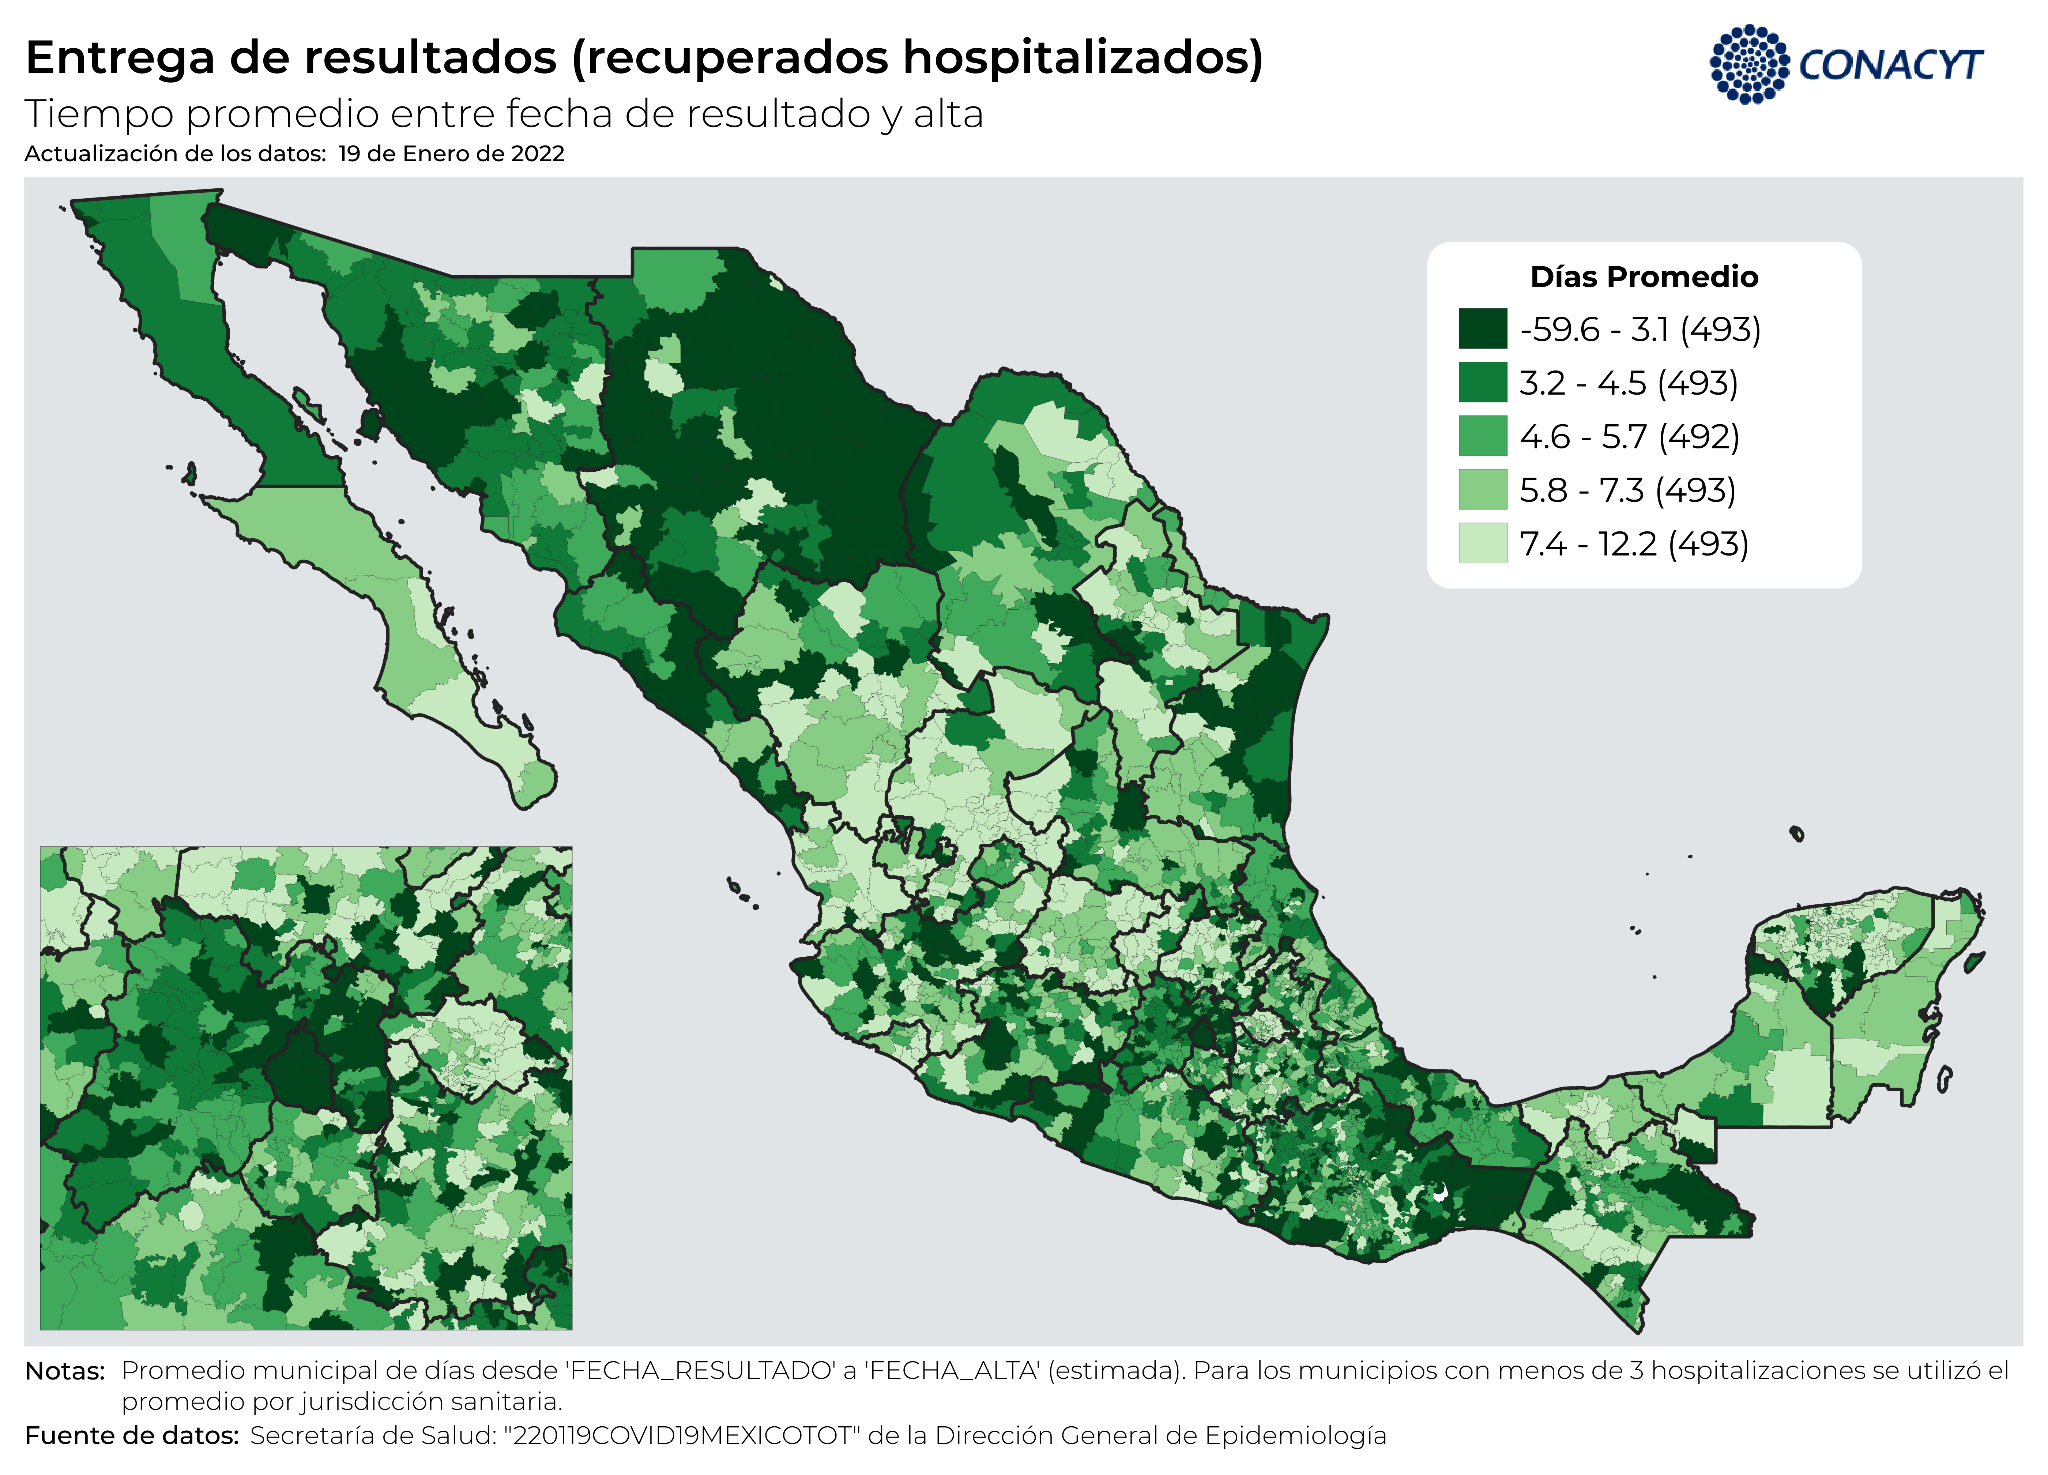 Entrega de resultados (recuperados hospitalizados)
Tiempo promedio entre fecha de resultado y alta
Actualización de los datos: 19 de Enero de 2022
CONACYT
Días Promedio
-59.6 - 3.1 (493)
3.2 - 4.5 (493)
4.6 - 5.7 (492)
5.8 - 7.3 (493)
7.4 - 12.2 (493)
Notas: Promedio municipal de días desde 'FECHA_RESULTADO' a 'FECHA_ALTA' (estimada). Para los municipios con menos de 3 hospitalizaciones se utilizó el
promedio por jurisdicción sanitaria.
Fuente de datos: Secretaría de Salud: "220119COVID19MEXICOTOT" de la Dirección General de Epidemiología